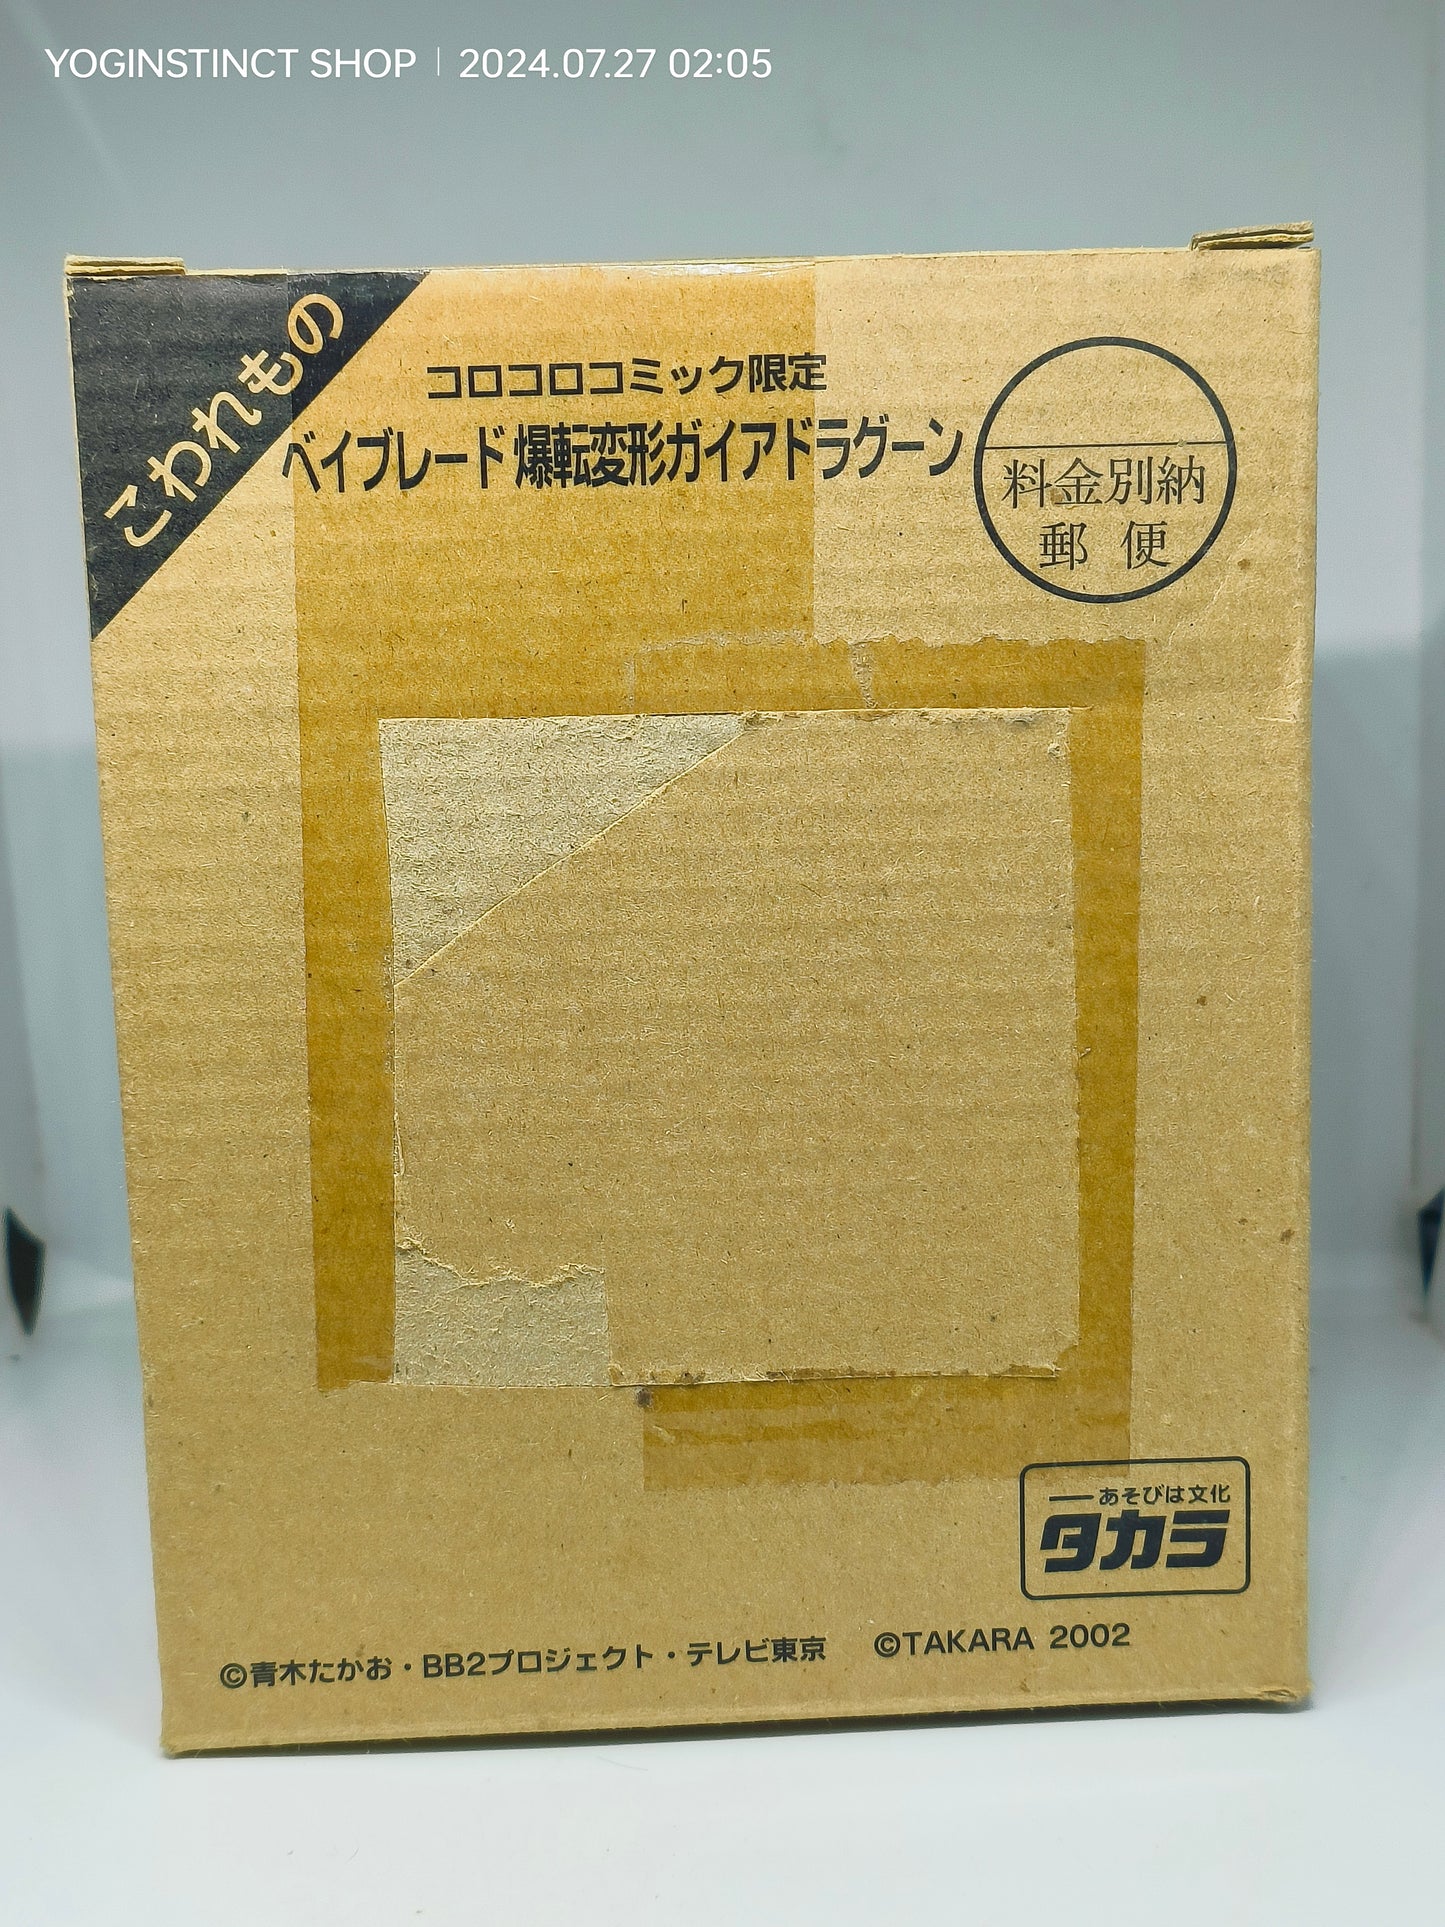 YOGINSTINCT SHOP | 2024.07.27 02:05
こわれもの
コロコロコミック限定
ベイブレード 爆転変形ガイアドラグーン
料金別納
郵便
―あそびは文化
タカラ
©青木たかお・BB2プロジェクト・テレビ東京 ©TAKARA 2002